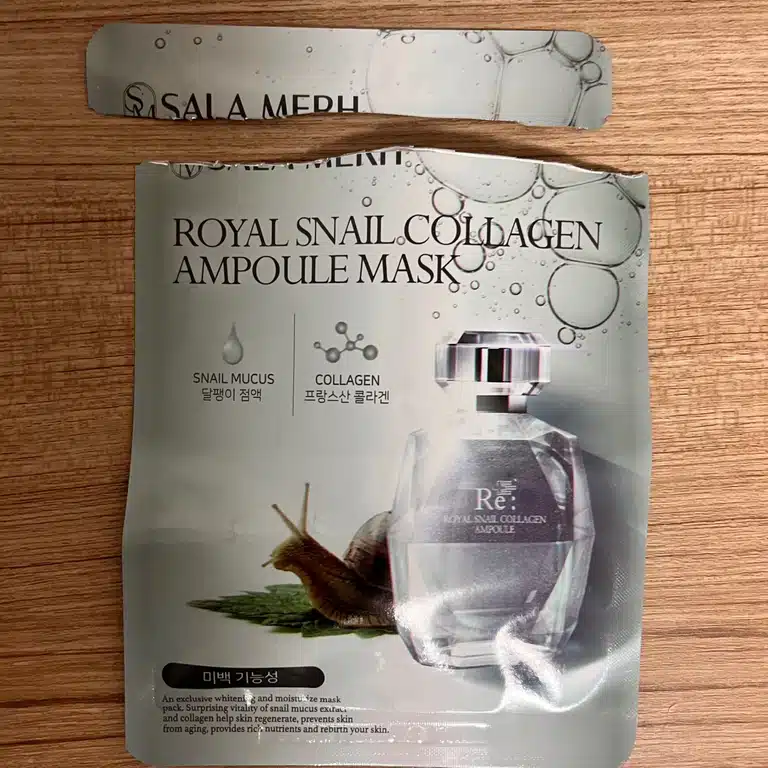 SM SALA MERH
SALA MERH
ROYAL SNAIL COLLAGEN
AMPOULE MASK
SNAIL MUCUS
달팽이 점액
COLLAGEN
프랑스산 콜라겐
Re:
ROYAL SNAIL COLLAGEN
AMPOULE
미백 기능성
An exclusive whitening and moisturize mask
pack. Surprising vitality of snail mucus extract
and collagen help skin regenerate, prevents skin
from aging, provides rich nutrients and rebirth your skin.